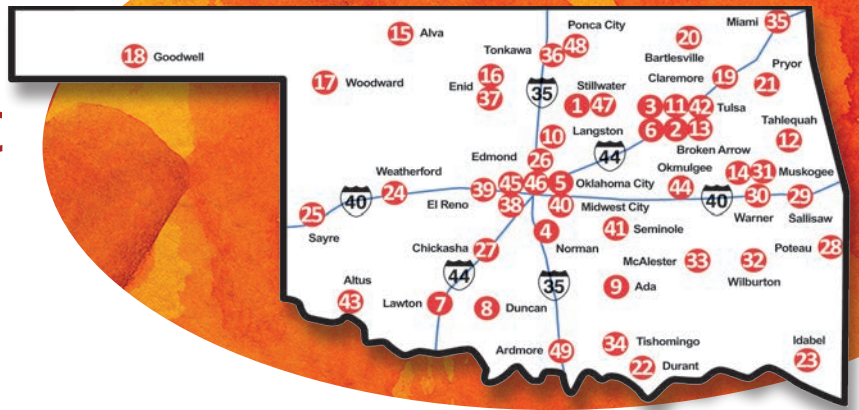 Miami 35
Ponca City
15 Alva
20
Tonkawa 36 48
18 Goodwell
Bartlesville
Pryor
16
Claremore 19
17 Woodward
Stillwater
21
Enid
37
35
1 47
3 11 42 Tulsa
Tahlequah
10
Langston
6 2 13
12
44
Broken Arrow
Edmond 26
Weatherford
Okmulgee
14 31 Muskogee
24
39 45 46 5 Oklahoma City
44
40
El Reno 38
40 Midwest City
40
30
29
25
Warner
Sallisaw
Sayre
4
41 Seminole
Chickasha 27
Norman
Poteau 28
McAlester 33
32
44
35
Wilburton
Altus
9 Ada
43
Lawton 7
8 Duncan
34 Tishomingo
Idabel
Ardmore 49
22 Durant
23